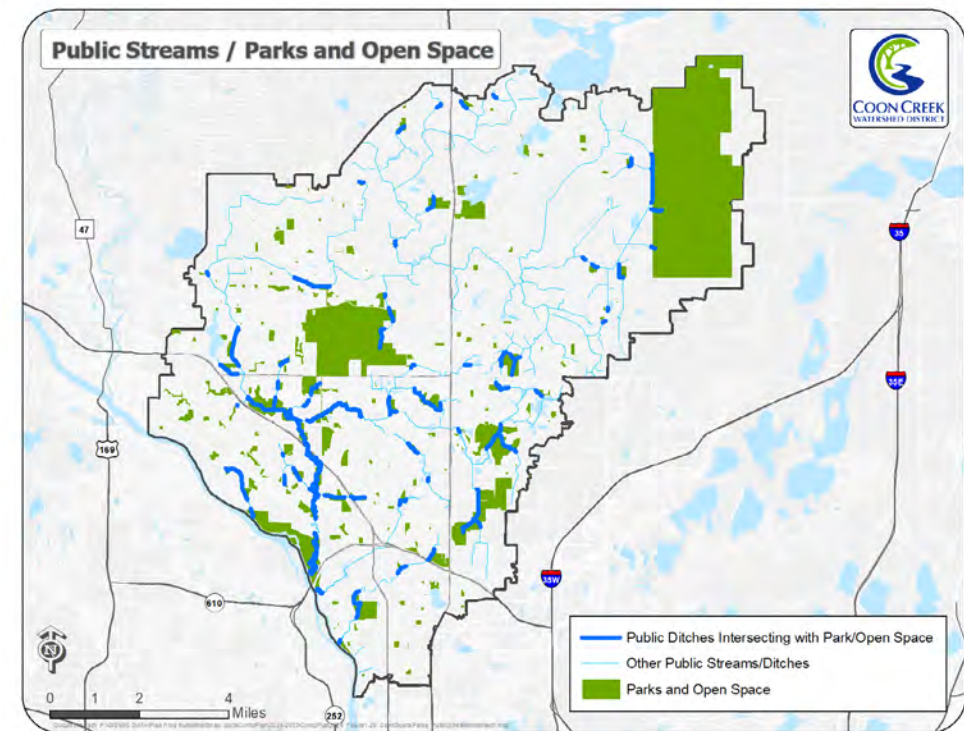 Public Streams / Parks and Open Space
COON CREEK
WATERSHED DISTRICT
47
35
35E
169
35W
610
252
N
Public Ditches Intersecting with Park/Open Space
Other Public Streams/Ditches
Parks and Open Space
0 1 2 4
Miles